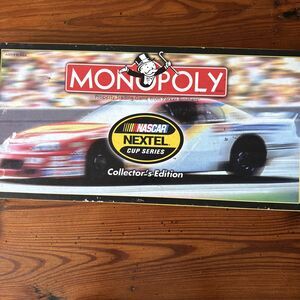 MONOPOLY
NASCAR
NEXTEL
CUP SERIES
Collector's Edition